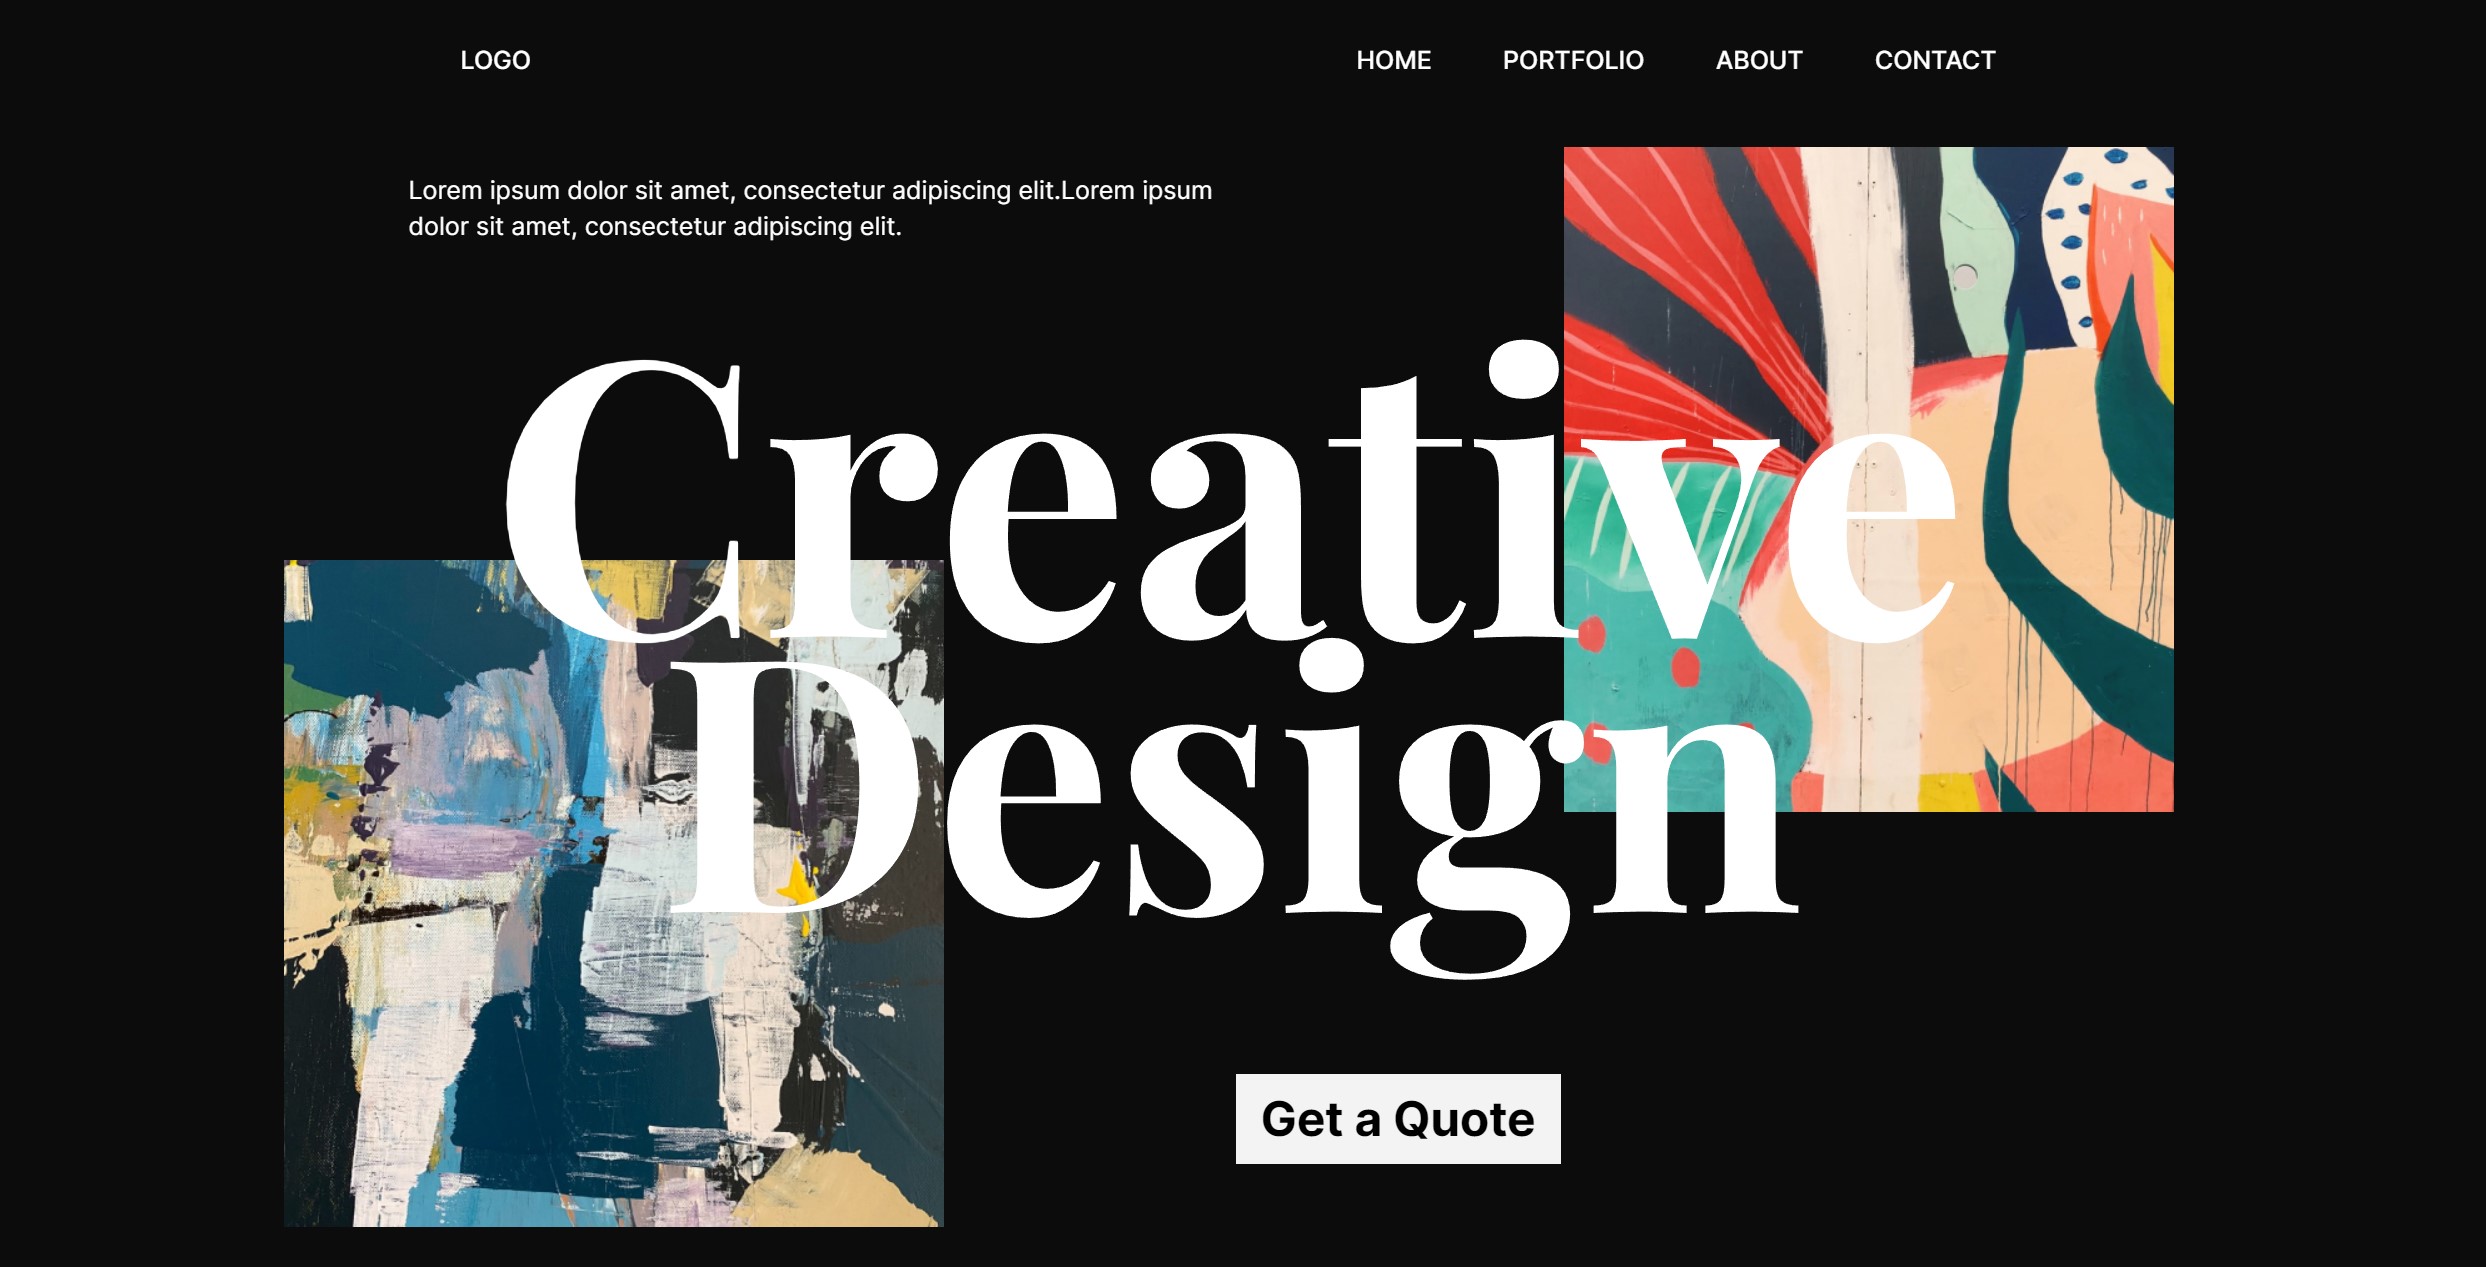 LOGO
HOME PORTFOLIO ABOUT CONTACT
Lorem ipsum dolor sit amet, consectetur adipiscing elit.Lorem ipsum
dolor sit amet, consectetur adipiscing elit.
Creative
Design
Get a Quote